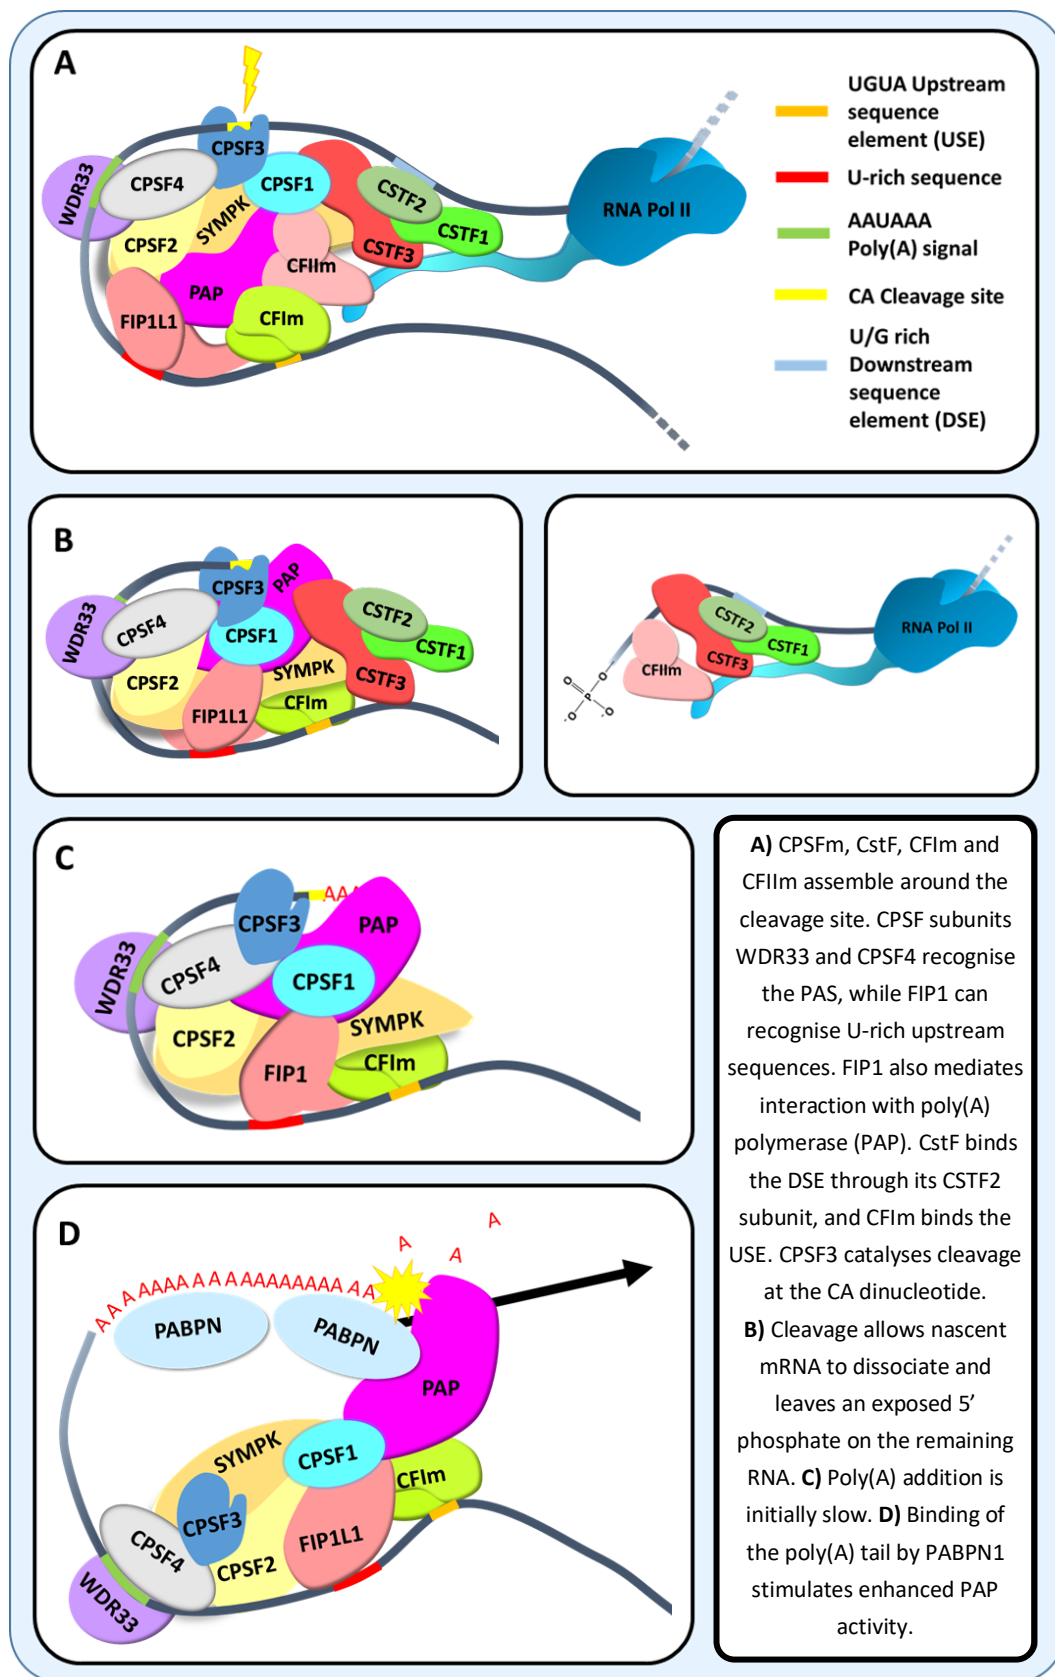 A
CPSF3
WDR33
CPSF4
CPSF1
SYMPK
CPSF2
CSTF2
CSTF1
CSTF3
CFIIm
PAP
FIP1L1
CFIm
RNA Pol II
UGUA Upstream
sequence
element (USE)
U-rich sequence
AAUAAA
Poly(A) signal
CA Cleavage site
U/G rich
Downstream
sequence
element (DSE)
B
CPSF3
PAP
WDR33
CPSF4
CPSF1
CSTF2
CSTF1
CPSF2
SYMPK
CSTF3
CFIm
FIP1L1
CSTF2
CSTF1
CSTF3
CFIIm
RNA Pol II
O
O
P
-O
O-
C
AAA
CPSF3
PAP
WDR33
CPSF4
CPSF1
CPSF2
SYMPK
CFIm
FIP1
D
A
A
A
A A A AAAA A A A AAAAAAAA AA
PABPN
PABPN
PAP
SYMPK
CPSF1
CFIm
CPSF3
CPSF4
CPSF2
FIP1L1
WDR33
A) CPSFm, CstF, CFIm and
CFIIm assemble around the
cleavage site. CPSF subunits
WDR33 and CPSF4 recognise
the PAS, while FIP1 can
recognise U-rich upstream
sequences. FIP1 also mediates
interaction with poly(A)
polymerase (PAP). CstF binds
the DSE through its CSTF2
subunit, and CFIm binds the
USE. CPSF3 catalyses cleavage
at the CA dinucleotide.
B) Cleavage allows nascent
mRNA to dissociate and
leaves an exposed 5’
phosphate on the remaining
RNA. C) Poly(A) addition is
initially slow. D) Binding of
the poly(A) tail by PABPN1
stimulates enhanced PAP
activity.